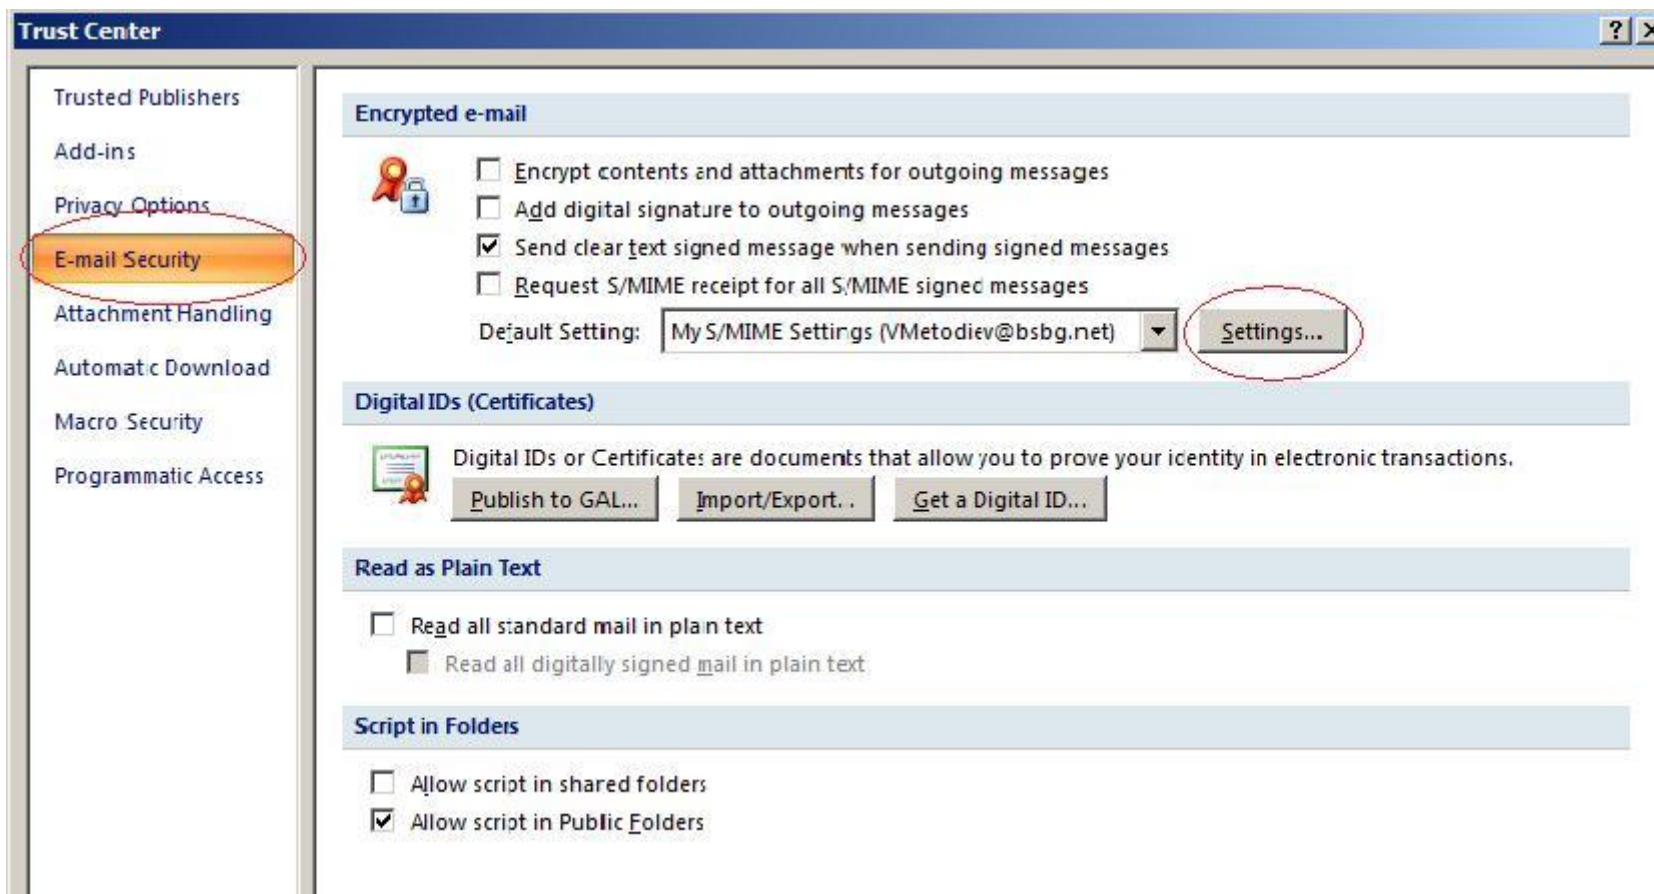 Trust Center
Trusted Publishers
Add-ins
Privacy Options
E-mail Security
Attachment Handling
Automatic Download
Macro Security
Programmatic Access
Encrypted e-mail
Encrypt contents and attachments for outgoing messages
Add digital signature to outgoing messages
Send clear text signed message when sending signed messages
Request S/MIME receipt for all S/MIME signed messages
Default Setting: My S/MIME Settings (VMetodiev@bsbg.net) Settings...
Digital IDs (Certificates)
Digital IDs or Certificates are documents that allow you to prove your identity in electronic transactions.
Publish to GAL... Import/Export. . Get a Digital ID...
Read as Plain Text
Read all standard mail in plain text
Read all digitally signed mail in plain text
Script in Folders
Allow script in shared folders
Allow script in Public Folders